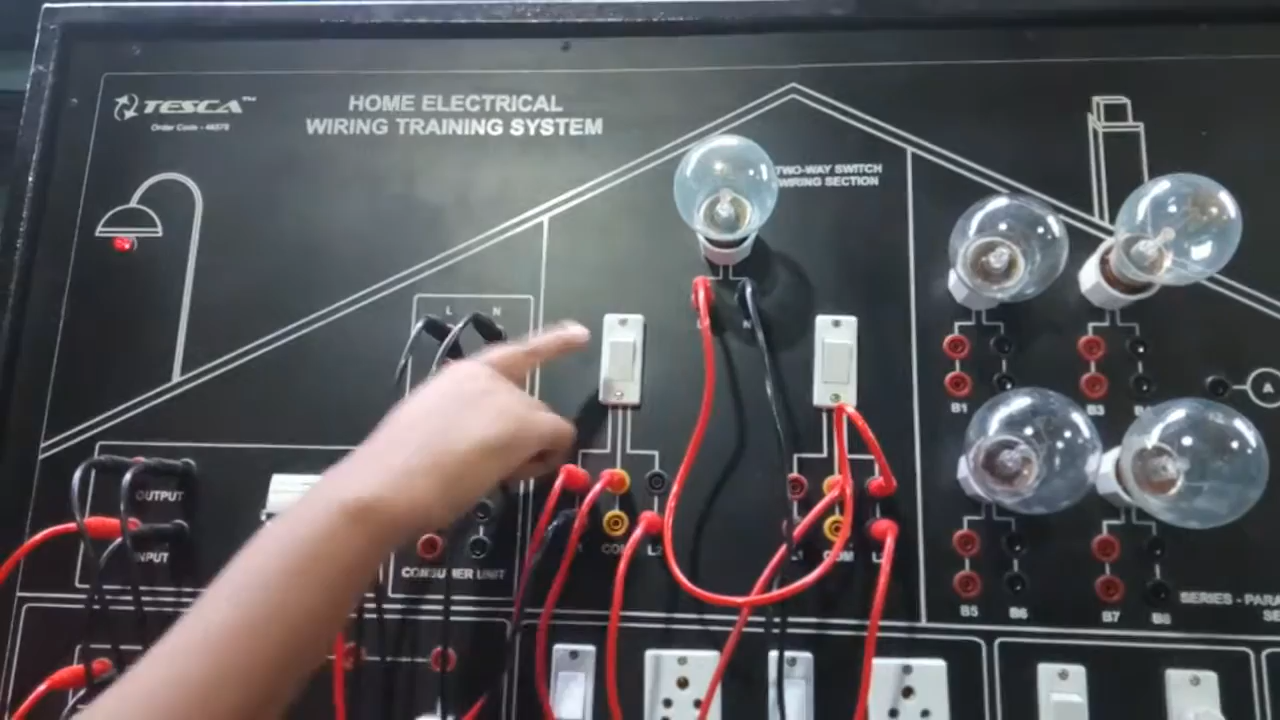 TESCA™
HOME ELECTRICAL
WIRING TRAINING SYSTEM
TWO-WAY SWITCH
WIRING SECTION
L N
OUTPUT
INPUT
CONSUMER UNIT
COM L2
L1 COM
A
B1 B3
B5 B6 B7 B8
SERIES - PARA